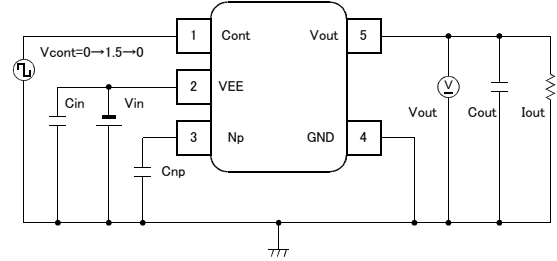 1 Cont Vout 5
Vcont=0→1.5→0
2 VEE
Cin Vin
V
Vout Cout Iout
3 Np GND 4
Cnp